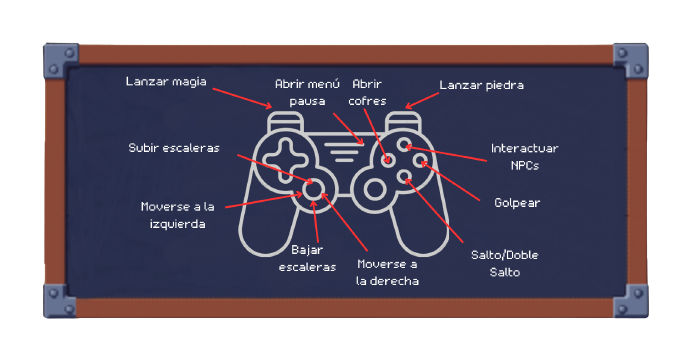 Lanzar magia
Abrir menú
pausa
Abrir
cofres
Lanzar piedra
Subir escaleras
Interactuar
NPCs
Moverse a la
izquierda
Golpear
Bajar
escaleras
Moverse a
la derecha
Salto/Doble
Salto